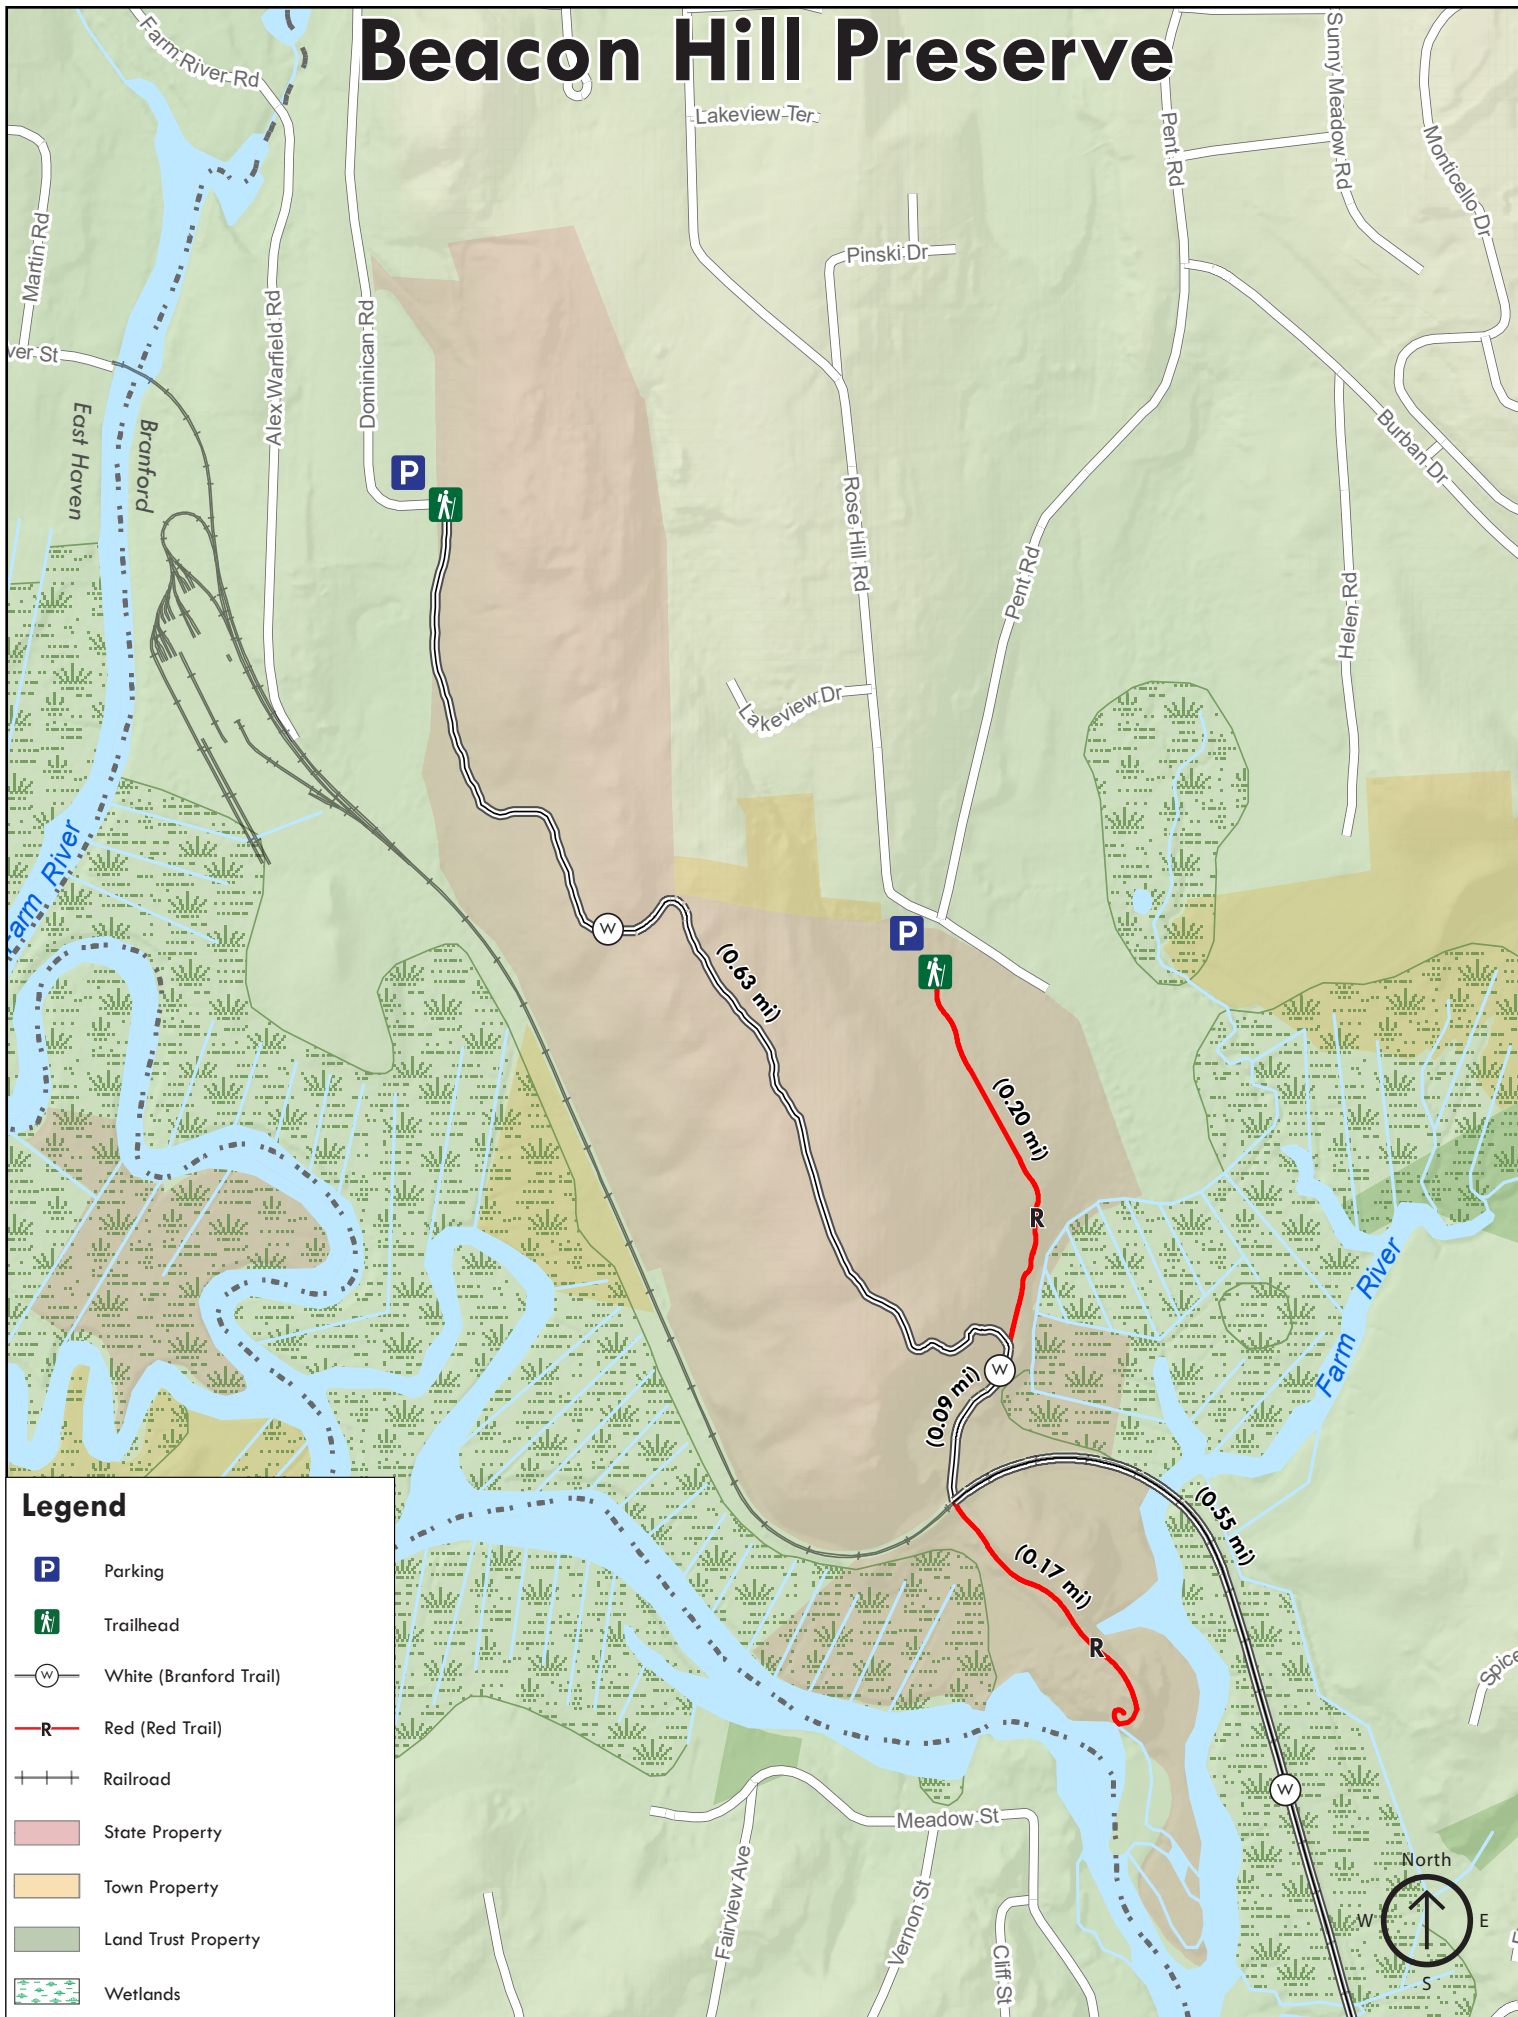 Beacon Hill Preserve
Farm River Rd
Lakeview Ter
Pent Rd
Sunny Meadow Rd
Monticello Dr
Martin Rd
Pinski Dr
Alex Warfield Rd
Dominican Rd
ver St
East Haven
Branford
Burban Dr
P
Rose Hill Rd
Pent Rd
Helen Rd
Lakeview Dr
Farm River
W
P
(0.63 mi)
(0.20 mi)
R
Farm River
W
(0.09 mi)
(0.55 mi)
(0.17 mi)
R
Spice
W
Meadow St
Fairview Ave
Vernon St
Cliff St
North
W
E
S
Legend
P
Parking
Trailhead
W
White (Branford Trail)
R
Red (Red Trail)
Railroad
State Property
Town Property
Land Trust Property
Wetlands